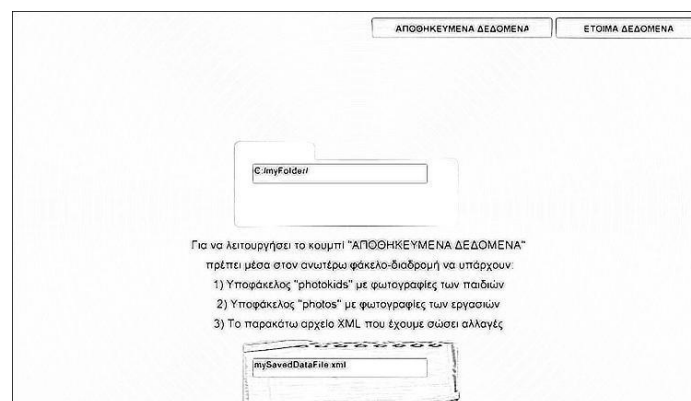 ΑΠΟΘΗΚΕΥΜΕΝΑ ΔΕΔΟΜΕΝΑ ΕΤΟΙΜΑ ΔΕΔΟΜΕΝΑ
C:/myFolder/
Για να λειτουργήσει το κουμπί "ΑΠΟΘΗΚΕΥΜΕΝΑ ΔΕΔΟΜΕΝΑ"
πρέπει μέσα στον ανωτέρω φάκελο-διαδρομή να υπάρχουν:
1) Υποφάκελος "photokids" με φωτογραφίες των παιδιών
2) Υποφάκελος "photos" με φωτογραφίες των εργασιών
3) Το παρακάτω αρχείο XML που έχουμε σώσει αλλαγές
mySavedDataFile.xml